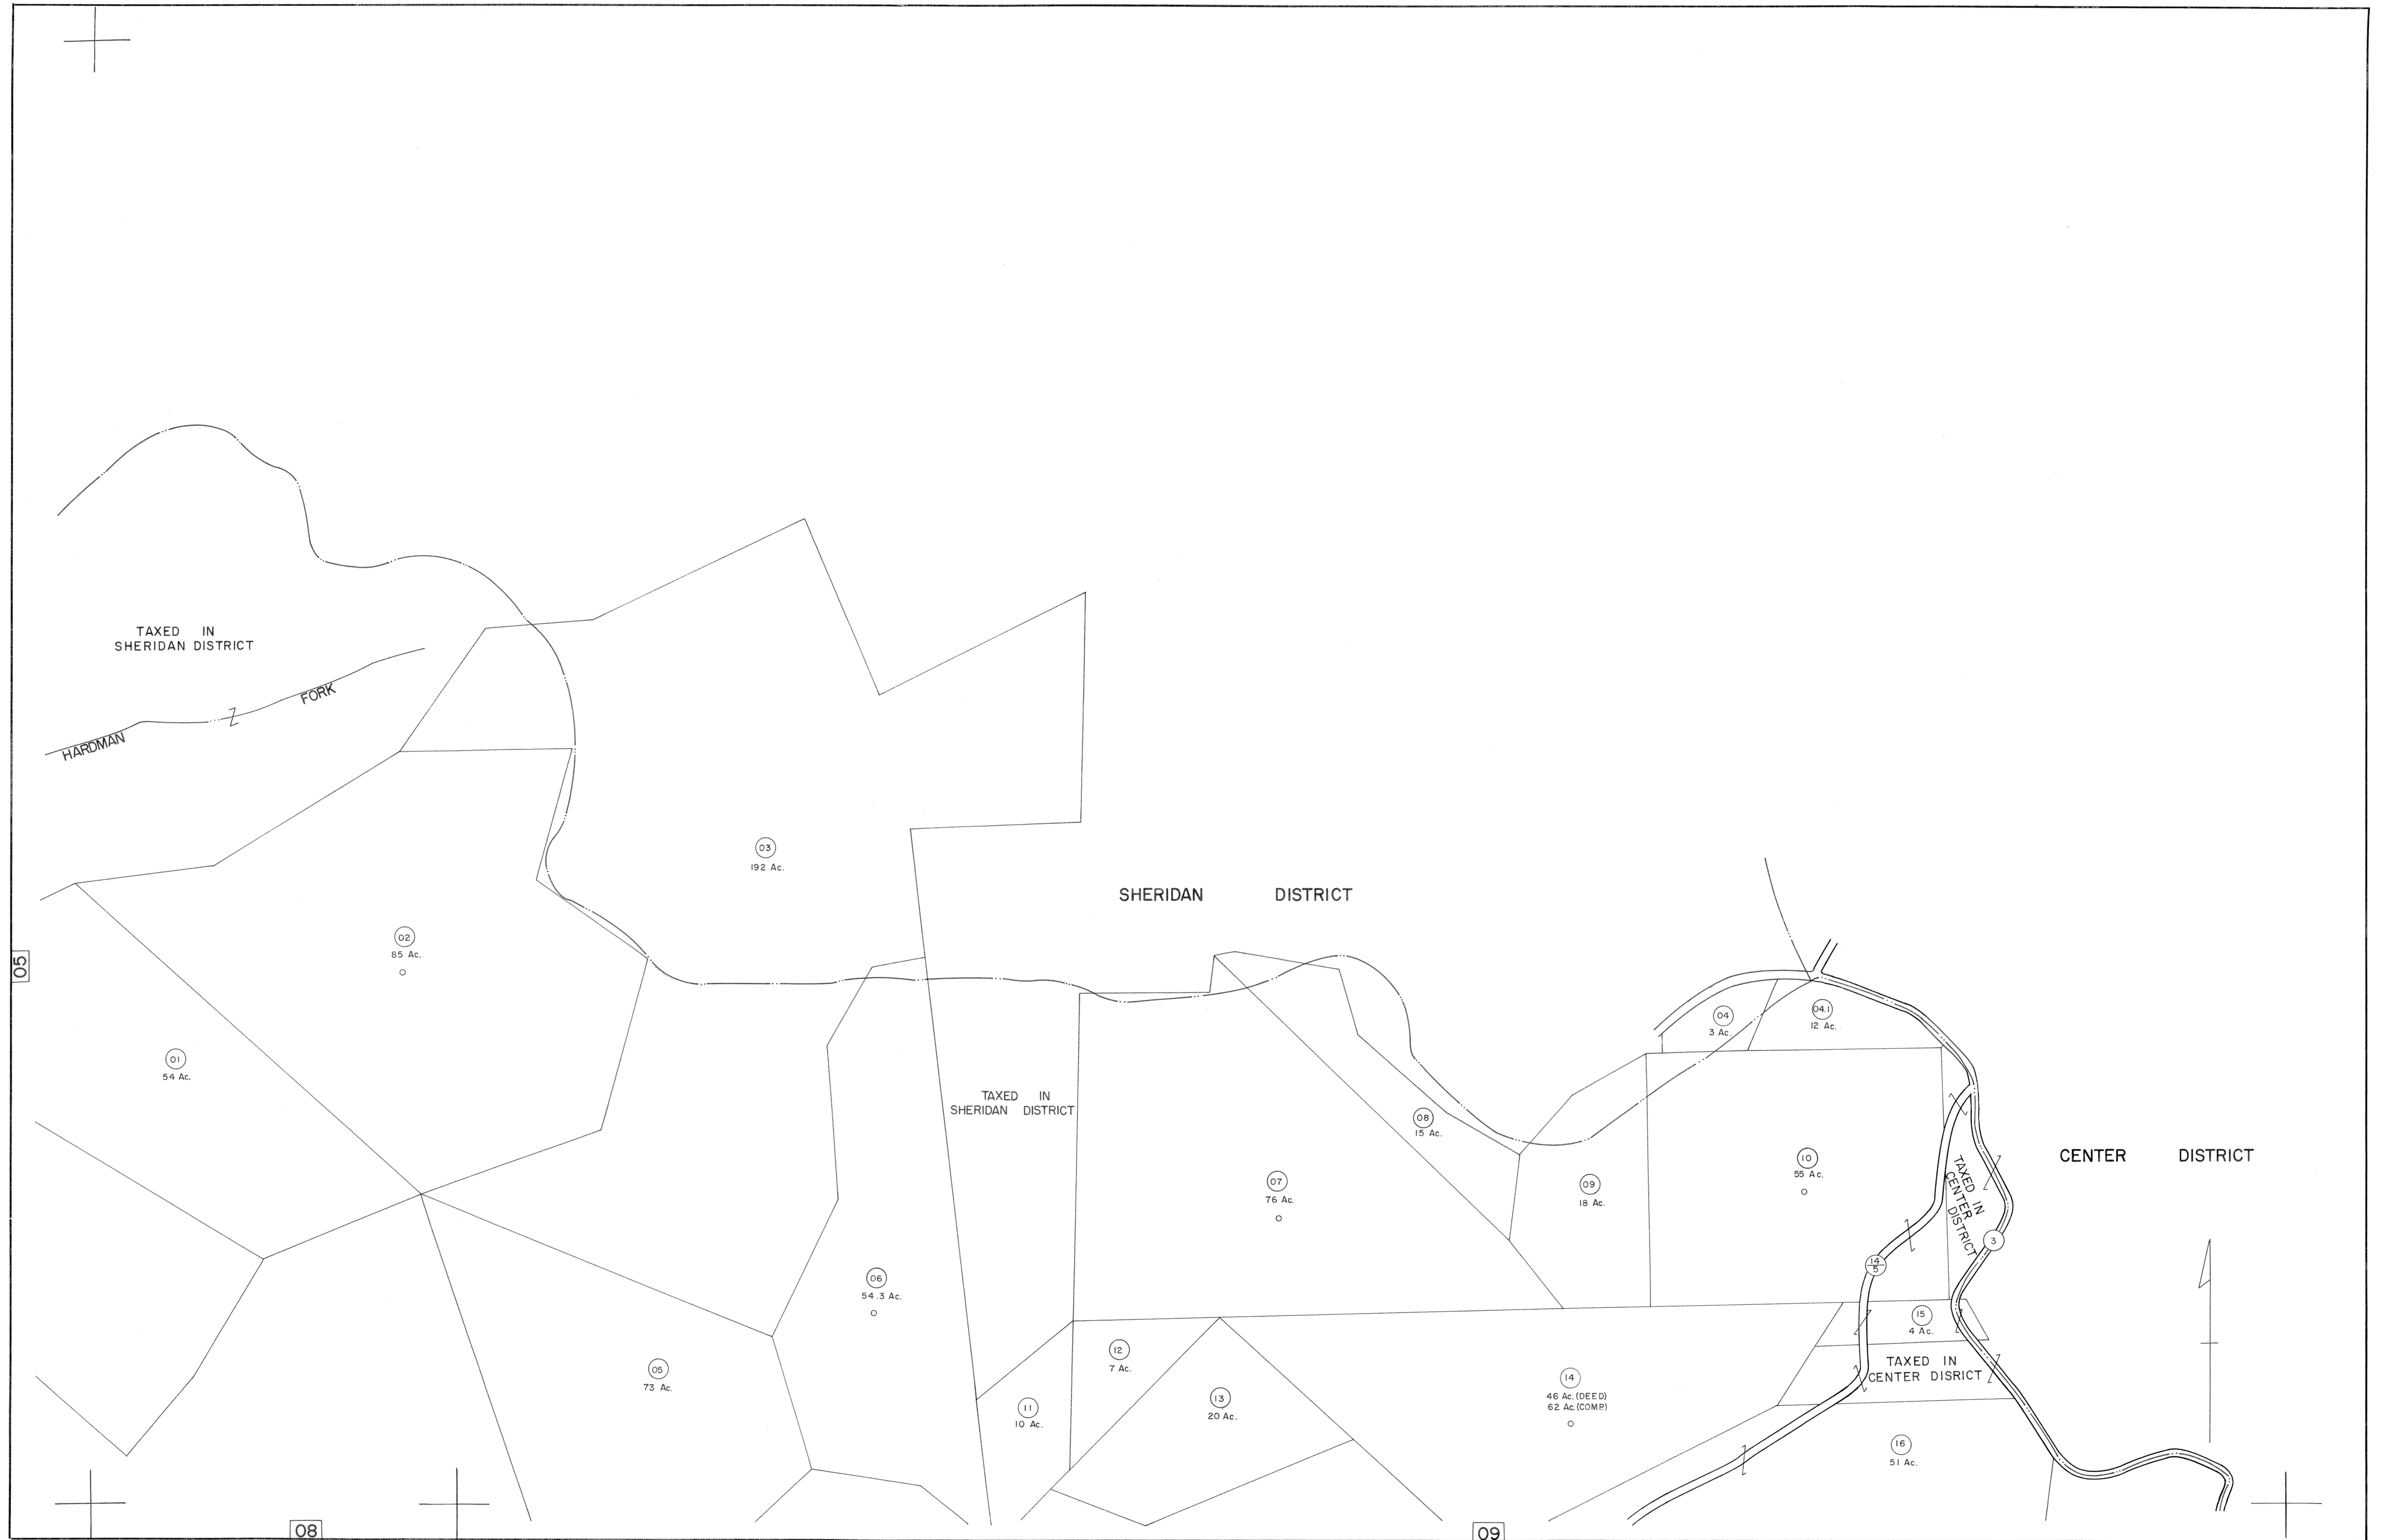 TAXED IN
SHERIDAN DISTRICT
HARDMAN FORK
03
192 Ac.
SHERIDAN DISTRICT
02
85 Ac.
05
01
54 Ac.
04
3 Ac.
04.1
12 Ac.
TAXED IN
SHERIDAN DISTRICT
08
15 Ac.
07
76 Ac.
09
18 Ac.
10
55 Ac.
TAXED IN
CENTER
DISTRICT
CENTER DISTRICT
3
14
5
06
54.3 Ac.
15
4 Ac.
TAXED IN
CENTER DISRICT
05
73 Ac.
12
7 Ac.
11
10 Ac.
13
20 Ac.
14
46 Ac. (DEED)
62 Ac. (COMP.)
16
51 Ac.
08
09